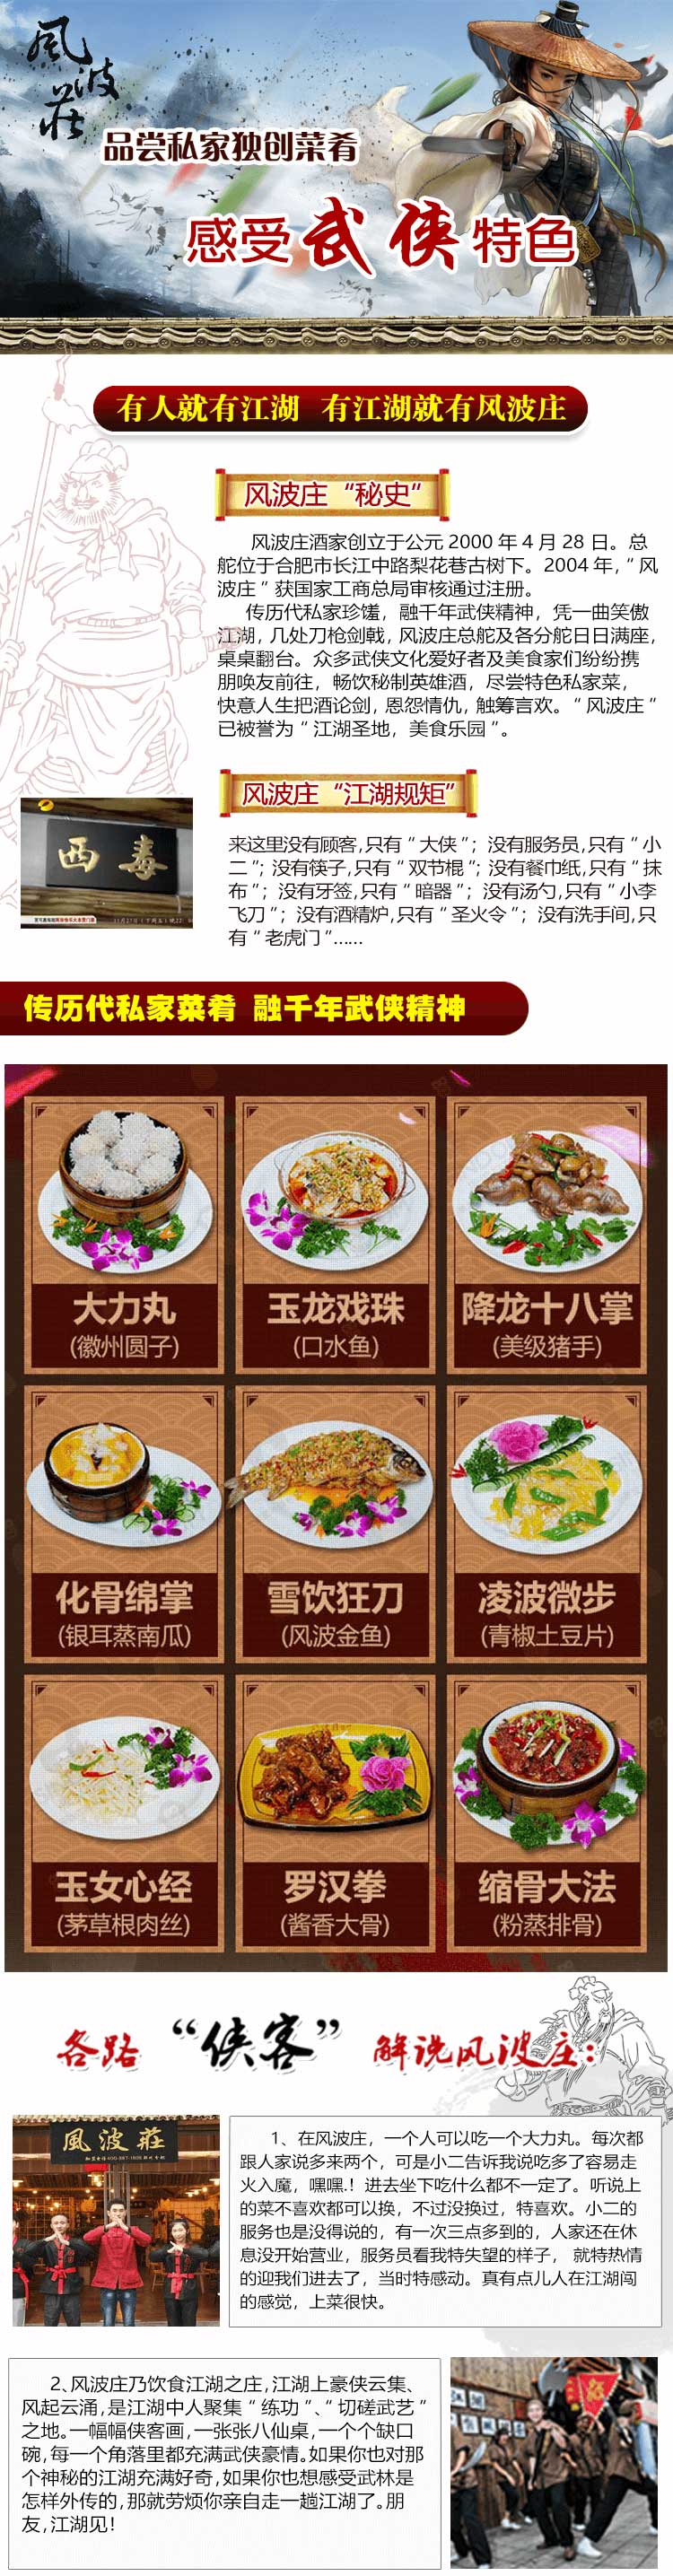 風波莊
品尝私家独创菜肴
感受武侠特色
有人就有江湖 有江湖就有风波庄
风波庄“秘史“
风波庄酒家创立于公元 2000 年 4 月 28 日。总
舵位于合肥市长江中路梨花巷古树下。2004 年，“ 风
波庄 ” 获国家工商总局审核通过注册。
传历代私家珍馐，融千年武侠精神，凭一曲笑傲
江湖，几处刀枪剑戟，风波庄总舵及各分舵日日满座，
桌桌翻台。众多武侠文化爱好者及美食家们纷纷携
朋唤友前往，畅饮秘制英雄酒，尽尝特色私家菜，
快意人生把酒论剑，恩怨情仇，触筹言欢。“ 风波庄 ”
已被誉为 “ 江湖圣地，美食乐园 ”。
风波庄“江湖规矩”
西毒
来这里没有顾客，只有 “ 大侠 ”；没有服务员，只有 “ 小
二 ”；没有筷子，只有 “ 双节棍 ”；没有餐巾纸，只有 “ 抹
布 ”；没有牙签，只有 “ 暗器 ”；没有汤勺，只有 “ 小李
飞刀 ”；没有酒精炉，只有 “ 圣火令 ”；没有洗手间，只
有 “ 老虎门 ”......
传历代私家菜肴 融千年武侠精神
大力丸
(徽州圆子)
玉龙戏珠
(口水鱼)
降龙十八掌
(美级猪手)
化骨绵掌
(银耳蒸南瓜)
雪饮狂刀
(风波金鱼)
凌波微步
(青椒土豆片)
玉女心经
(茅草根肉丝)
罗汉拳
(酱香大骨)
缩骨大法
(粉蒸排骨)
各路“侠客”解说风波庄：
風波莊
1、在风波庄，一个人可以吃一个大力丸。每次都
跟人家说多来两个，可是小二告诉我说吃多了容易走
火入魔，嘿嘿.！进去坐下吃什么都不一定了。听说上
的菜不喜欢都可以换，不过没换过，特喜欢。小二的
服务也是没得说的，有一次三点多到的，人家还在休
息没开始营业，服务员看我特失望的样子， 就特热情
的迎我们进去了，当时特感动。真有点儿人在江湖闯
的感觉，上菜很快。
2、风波庄乃饮食江湖之庄，江湖上豪侠云集、
风起云涌，是江湖中人聚集 “ 练功 ”、“ 切磋武艺 ”
之地。一幅幅侠客画，一张张八仙桌，一个个缺口
碗，每一个角落里都充满武侠豪情。如果你也对那
个神秘的江湖充满好奇，如果你也想感受武林是
怎样外传的，那就劳烦你亲自走一趟江湖了。朋
友，江湖见！